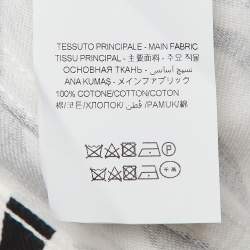 TESSUTO PRINCIPALE - MAIN FABRIC
TISSU PRINCIPAL - 主要面料 - 주요 직물
ОСНОВНАЯ ТКАНЬ - نسيج أساسي
ANA KUMAŞ - メインファブリック
100% COTONE/COTTON/COTON
/棉/코튼/ХЛОПОК/قطن/PAMUK/綿
P